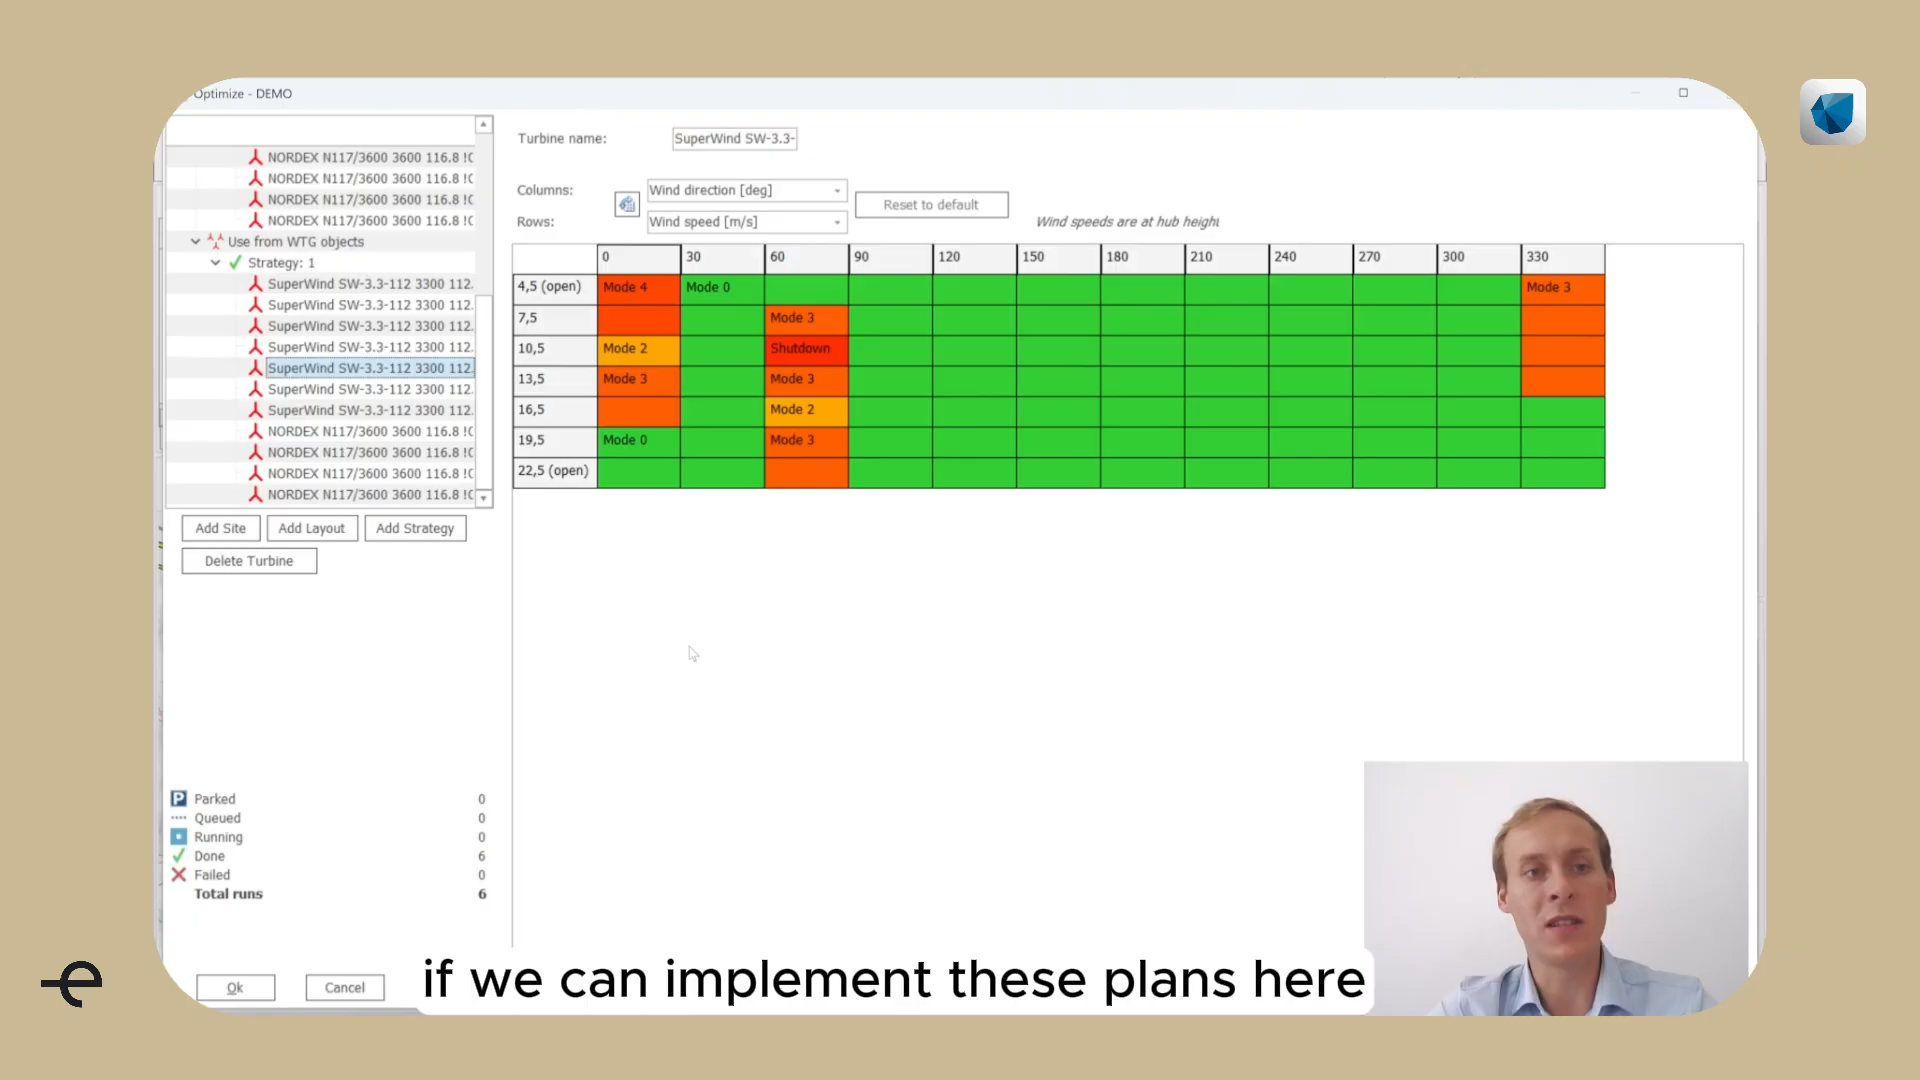 Optimize - DEMO
NORDEX N117/3600 3600 116.8 !O
NORDEX N117/3600 3600 116.8 !O
NORDEX N117/3600 3600 116.8 !O
NORDEX N117/3600 3600 116.8 !O
Use from WTG objects
Strategy: 1
SuperWind SW-3.3-112 3300 112.
SuperWind SW-3.3-112 3300 112.
SuperWind SW-3.3-112 3300 112.
SuperWind SW-3.3-112 3300 112.
SuperWind SW-3.3-112 3300 112.
SuperWind SW-3.3-112 3300 112.
SuperWind SW-3.3-112 3300 112.
NORDEX N117/3600 3600 116.8 !O
NORDEX N117/3600 3600 116.8 !O
NORDEX N117/3600 3600 116.8 !O
NORDEX N117/3600 3600 116.8 !O
Add Site Add Layout Add Strategy
Delete Turbine
P Parked 0
Queued 0
Running 0
Done 6
Failed 0
Total runs 6
Ok Cancel
Turbine name: SuperWind SW-3.3-
Columns: Wind direction [deg]
Reset to default
Rows: Wind speed [m/s]
Wind speeds are at hub height
0 30 60 90 120 150 180 210 240 270 300 330
4,5 (open) Mode 4 Mode 0 Mode 3
7,5 Mode 3
10,5 Mode 2 Shutdown
13,5 Mode 3 Mode 3
16,5 Mode 2
19,5 Mode 0 Mode 3
22,5 (open)
if we can implement these plans here